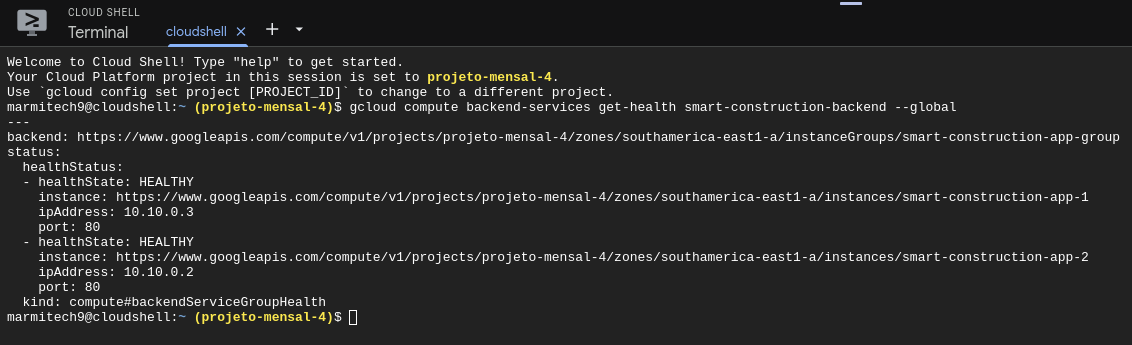 CLOUD SHELL
Terminal
cloudshell
Welcome to Cloud Shell! Type "help" to get started.
Your Cloud Platform project in this session is set to projeto-mensal-4.
Use `gcloud config set project [PROJECT_ID]` to change to a different project.
marmitech9@cloudshell:~ (projeto-mensal-4)$ gcloud compute backend-services get-health smart-construction-backend --global
---
backend: https://www.googleapis.com/compute/v1/projects/projeto-mensal-4/zones/southamerica-east1-a/instanceGroups/smart-construction-app-group
status:
  healthStatus:
  - healthState: HEALTHY
    instance: https://www.googleapis.com/compute/v1/projects/projeto-mensal-4/zones/southamerica-east1-a/instances/smart-construction-app-1
    ipAddress: 10.10.0.3
    port: 80
  - healthState: HEALTHY
    instance: https://www.googleapis.com/compute/v1/projects/projeto-mensal-4/zones/southamerica-east1-a/instances/smart-construction-app-2
    ipAddress: 10.10.0.2
    port: 80
  kind: compute#backendServiceGroupHealth
marmitech9@cloudshell:~ (projeto-mensal-4)$